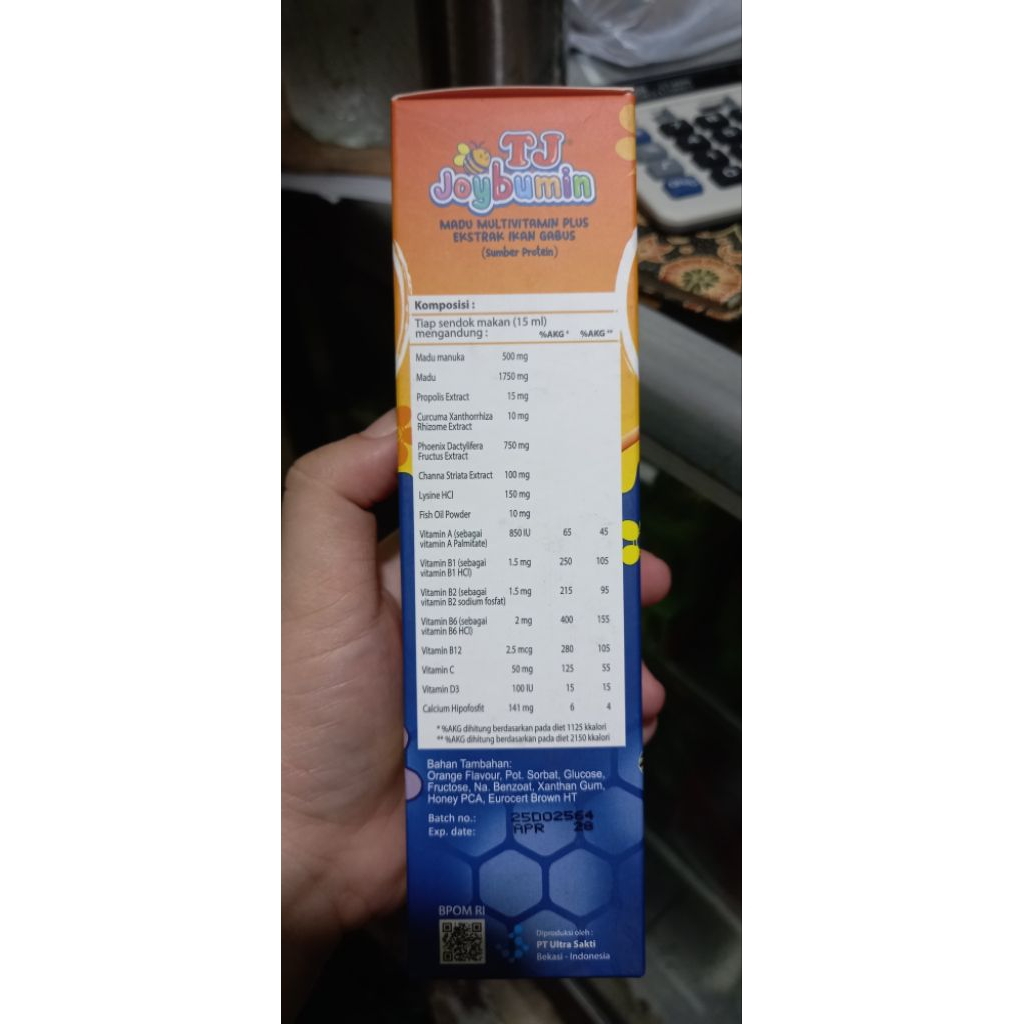 TJ
Joybumin
MADU MULTIVITAMIN PLUS
EKSTRAK IKAN GABUS
(Sumber Protein)
Komposisi :
Tiap sendok makan (15 ml)
mengandung : %AKG * %AKG **
Madu manuka 500 mg
Madu 1750 mg
Propolis Extract 15 mg
Curcuma Xanthorrhiza 10 mg
Rhizome Extract
Phoenix Dactylifera 750 mg
Fructus Extract
Channa Striata Extract 100 mg
Lysine HCl 150 mg
Fish Oil Powder 10 mg
Vitamin A (sebagai 850 IU 65 45
vitamin A Palmitate)
Vitamin B1 (sebagai 1.5 mg 250 105
vitamin B1 HCl)
Vitamin B2 (sebagai 1.5 mg 215 95
vitamin B2 sodium fosfat)
Vitamin B6 (sebagai 2 mg 400 155
vitamin B6 HCl)
Vitamin B12 2.5 mcg 280 105
Vitamin C 50 mg 125 55
Vitamin D3 100 IU 15 15
Calcium Hipofosfit 141 mg 6 4
* %AKG dihitung berdasarkan pada diet 1125 kkalori
** %AKG dihitung berdasarkan pada diet 2150 kkalori
Bahan Tambahan:
Orange Flavour, Pot. Sorbat, Glucose,
Fructose, Na. Benzoat, Xanthan Gum,
Honey PCA, Eurocert Brown HT
Batch no.: 25D02564
Exp. date: APR 28
BPOM RI
Diproduksi oleh :
PT Ultra Sakti
Bekasi - Indonesia